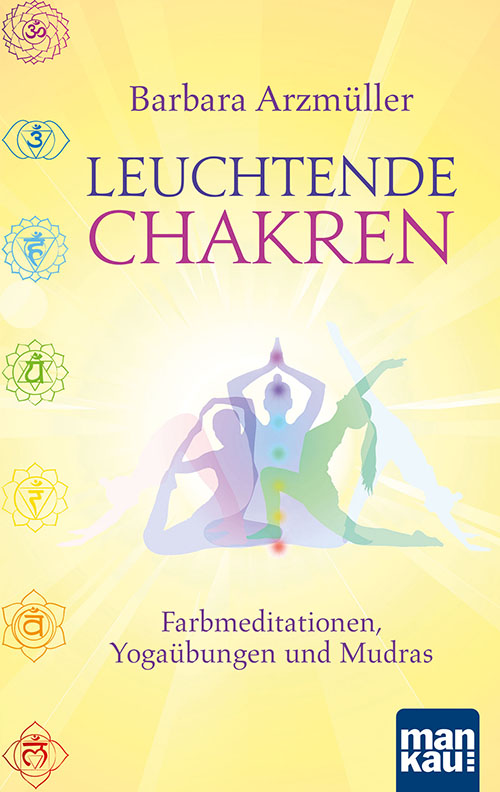 ॐ
Barbara Arzmüller
LEUCHTENDE
CHAKREN
ॐ
हं
यं
रं
वं
लं
Farbmeditationen,
Yogaübungen und Mudras
man
kau